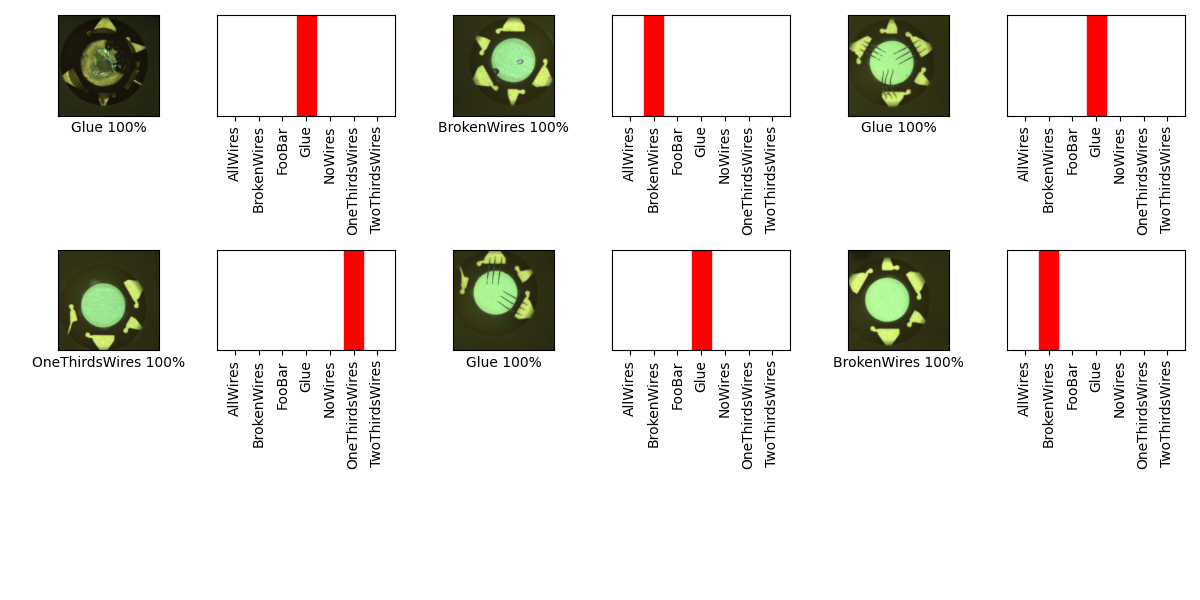 Glue 100%
AllWires
BrokenWires
FooBar
Glue
NoWires
OneThirdsWires
TwoThirdsWires
BrokenWires 100%
AllWires
BrokenWires
FooBar
Glue
NoWires
OneThirdsWires
TwoThirdsWires
Glue 100%
AllWires
BrokenWires
FooBar
Glue
NoWires
OneThirdsWires
TwoThirdsWires
OneThirdsWires 100%
AllWires
BrokenWires
FooBar
Glue
NoWires
OneThirdsWires
TwoThirdsWires
Glue 100%
AllWires
BrokenWires
FooBar
Glue
NoWires
OneThirdsWires
TwoThirdsWires
BrokenWires 100%
AllWires
BrokenWires
FooBar
Glue
NoWires
OneThirdsWires
TwoThirdsWires